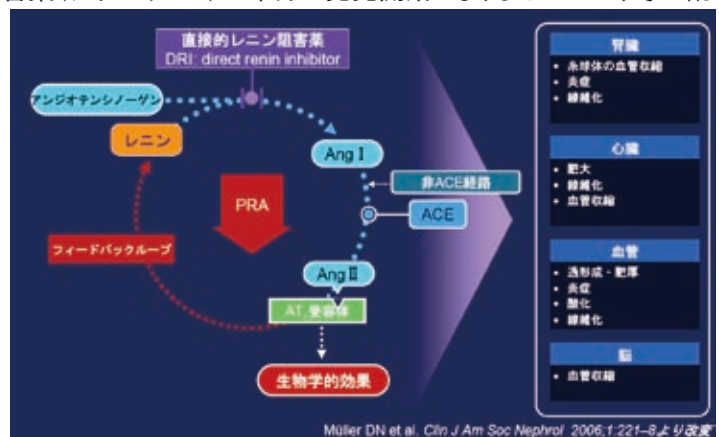 直接的レニン阻害薬
DRI: direct renin inhibitor
アンジオテンシノーゲン
レニン
Ang I
非ACE経路
ACE
PRA
フィードバックループ
Ang II
AT₁受容体
生物学的効果
腎臓
• 糸球体の血管収縮
• 炎症
• 線維化
心臓
• 肥大
• 線維化
• 血管収縮
血管
• 過形成・肥厚
• 炎症
• 酸化
• 線維化
脳
• 血管収縮
Müller DN et al. Clin J Am Soc Nephrol 2006;1:221–8より改変